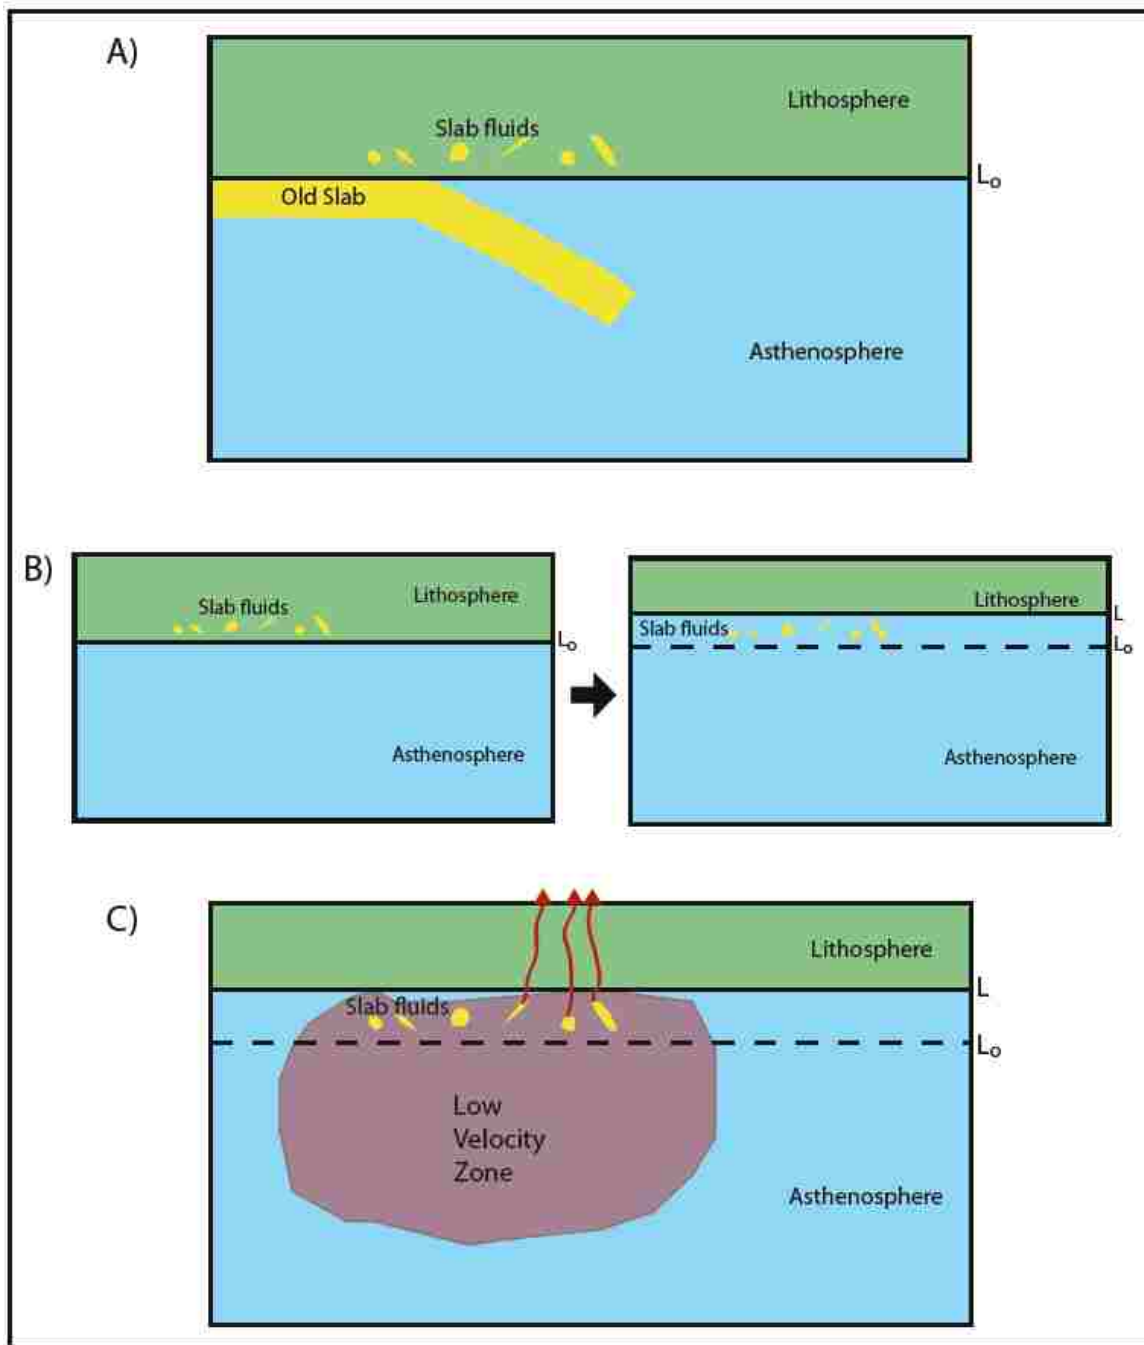 A)
Lithosphere
Slab fluids
Lo
Old Slab
Asthenosphere
B)
Slab fluids
Lithosphere
Lo
Asthenosphere
Lithosphere
L
Slab fluids
Lo
Asthenosphere
C)
Lithosphere
L
Slab fluids
Lo
Low
Velocity
Zone
Asthenosphere